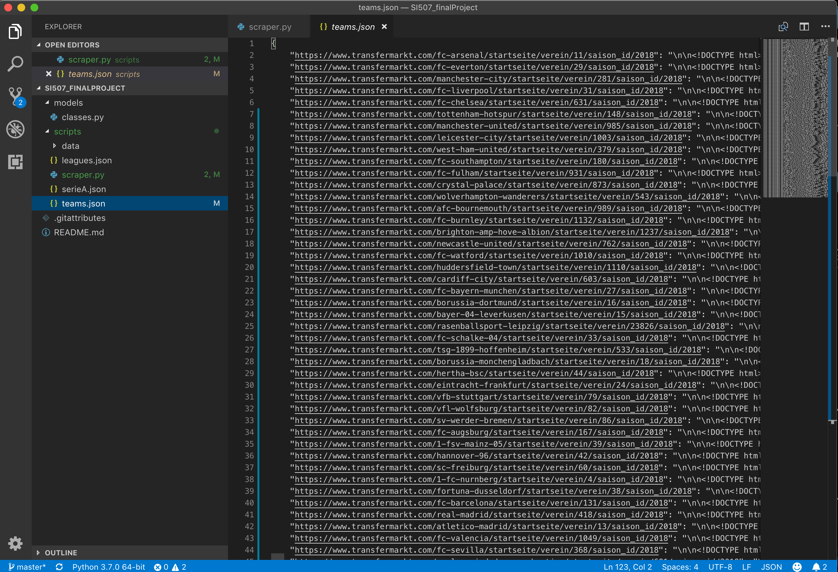 teams.json — SI507_finalProject
EXPLORER
scraper.py
{} teams.json ×
OPEN EDITORS
scraper.py scripts 2, M
× {} teams.json scripts M
SI507_FINALPROJECT
models
classes.py
scripts
data
{} leagues.json
scraper.py 2, M
{} serieA.json
{} teams.json M
.gitattributes
README.md
OUTLINE
2
1 {
2 "https://www.transfermarkt.com/fc-arsenal/startseite/verein/11/saison_id/2018": "\n\n<!DOCTYPE html>
3 "https://www.transfermarkt.com/fc-everton/startseite/verein/29/saison_id/2018": "\n\n<!DOCTYPE html>
4 "https://www.transfermarkt.com/manchester-city/startseite/verein/281/saison_id/2018": "\n\n<!DOCTYPE
5 "https://www.transfermarkt.com/fc-liverpool/startseite/verein/31/saison_id/2018": "\n\n<!DOCTYPE htm
6 "https://www.transfermarkt.com/fc-chelsea/startseite/verein/631/saison_id/2018": "\n\n<!DOCTYPE html
7 "https://www.transfermarkt.com/tottenham-hotspur/startseite/verein/148/saison_id/2018": "\n\n<!DOCTY
8 "https://www.transfermarkt.com/manchester-united/startseite/verein/985/saison_id/2018": "\n\n<!DOCTY
9 "https://www.transfermarkt.com/leicester-city/startseite/verein/1003/saison_id/2018": "\n\n<!DOCTYPE
10 "https://www.transfermarkt.com/west-ham-united/startseite/verein/379/saison_id/2018": "\n\n<!DOCTYPE
11 "https://www.transfermarkt.com/fc-southampton/startseite/verein/180/saison_id/2018": "\n\n<!DOCTYPE
12 "https://www.transfermarkt.com/fc-fulham/startseite/verein/931/saison_id/2018": "\n\n<!DOCTYPE html>
13 "https://www.transfermarkt.com/crystal-palace/startseite/verein/873/saison_id/2018": "\n\n<!DOCTYPE
14 "https://www.transfermarkt.com/wolverhampton-wanderers/startseite/verein/543/saison_id/2018": "\n\n<
15 "https://www.transfermarkt.com/afc-bournemouth/startseite/verein/989/saison_id/2018": "\n\n<!DOCTYPE
16 "https://www.transfermarkt.com/fc-burnley/startseite/verein/1132/saison_id/2018": "\n\n<!DOCTYPE htm
17 "https://www.transfermarkt.com/brighton-amp-hove-albion/startseite/verein/1237/saison_id/2018": "\n\n
18 "https://www.transfermarkt.com/newcastle-united/startseite/verein/762/saison_id/2018": "\n\n<!DOCTYP
19 "https://www.transfermarkt.com/fc-watford/startseite/verein/1010/saison_id/2018": "\n\n<!DOCTYPE htm
20 "https://www.transfermarkt.com/huddersfield-town/startseite/verein/1110/saison_id/2018": "\n\n<!DOCT
21 "https://www.transfermarkt.com/cardiff-city/startseite/verein/603/saison_id/2018": "\n\n<!DOCTYPE ht
22 "https://www.transfermarkt.com/fc-bayern-munchen/startseite/verein/27/saison_id/2018": "\n\n<!DOCTYP
23 "https://www.transfermarkt.com/borussia-dortmund/startseite/verein/16/saison_id/2018": "\n\n<!DOCTYP
24 "https://www.transfermarkt.com/bayer-04-leverkusen/startseite/verein/15/saison_id/2018": "\n\n<!DOCT
25 "https://www.transfermarkt.com/rasenballsport-leipzig/startseite/verein/23826/saison_id/2018": "\n\n
26 "https://www.transfermarkt.com/fc-schalke-04/startseite/verein/33/saison_id/2018": "\n\n<!DOCTYPE ht
27 "https://www.transfermarkt.com/tsg-1899-hoffenheim/startseite/verein/533/saison_id/2018": "\n\n<!DOC
28 "https://www.transfermarkt.com/borussia-monchengladbach/startseite/verein/18/saison_id/2018": "\n\n<
29 "https://www.transfermarkt.com/hertha-bsc/startseite/verein/44/saison_id/2018": "\n\n<!DOCTYPE html>
30 "https://www.transfermarkt.com/eintracht-frankfurt/startseite/verein/24/saison_id/2018": "\n\n<!DOCT
31 "https://www.transfermarkt.com/vfb-stuttgart/startseite/verein/79/saison_id/2018": "\n\n<!DOCTYPE ht
32 "https://www.transfermarkt.com/vfl-wolfsburg/startseite/verein/82/saison_id/2018": "\n\n<!DOCTYPE ht
33 "https://www.transfermarkt.com/sv-werder-bremen/startseite/verein/86/saison_id/2018": "\n\n<!DOCTYPE
34 "https://www.transfermarkt.com/fc-augsburg/startseite/verein/167/saison_id/2018": "\n\n<!DOCTYPE htm
35 "https://www.transfermarkt.com/1-fsv-mainz-05/startseite/verein/39/saison_id/2018": "\n\n<!DOCTYPE h
36 "https://www.transfermarkt.com/hannover-96/startseite/verein/42/saison_id/2018": "\n\n<!DOCTYPE html
37 "https://www.transfermarkt.com/sc-freiburg/startseite/verein/60/saison_id/2018": "\n\n<!DOCTYPE html
38 "https://www.transfermarkt.com/1-fc-nurnberg/startseite/verein/4/saison_id/2018": "\n\n<!DOCTYPE htm
39 "https://www.transfermarkt.com/fortuna-dusseldorf/startseite/verein/38/saison_id/2018": "\n\n<!DOCTY
40 "https://www.transfermarkt.com/fc-barcelona/startseite/verein/131/saison_id/2018": "\n\n<!DOCTYPE ht
41 "https://www.transfermarkt.com/real-madrid/startseite/verein/418/saison_id/2018": "\n\n<!DOCTYPE htm
42 "https://www.transfermarkt.com/atletico-madrid/startseite/verein/13/saison_id/2018": "\n\n<!DOCTYPE
43 "https://www.transfermarkt.com/fc-valencia/startseite/verein/1049/saison_id/2018": "\n\n<!DOCTYPE ht
44 "https://www.transfermarkt.com/fc-sevilla/startseite/verein/368/saison_id/2018": "\n\n<!DOCTYPE html
master* Python 3.7.0 64-bit 0 2 Ln 123, Col 2 Spaces: 4 UTF-8 LF JSON 2